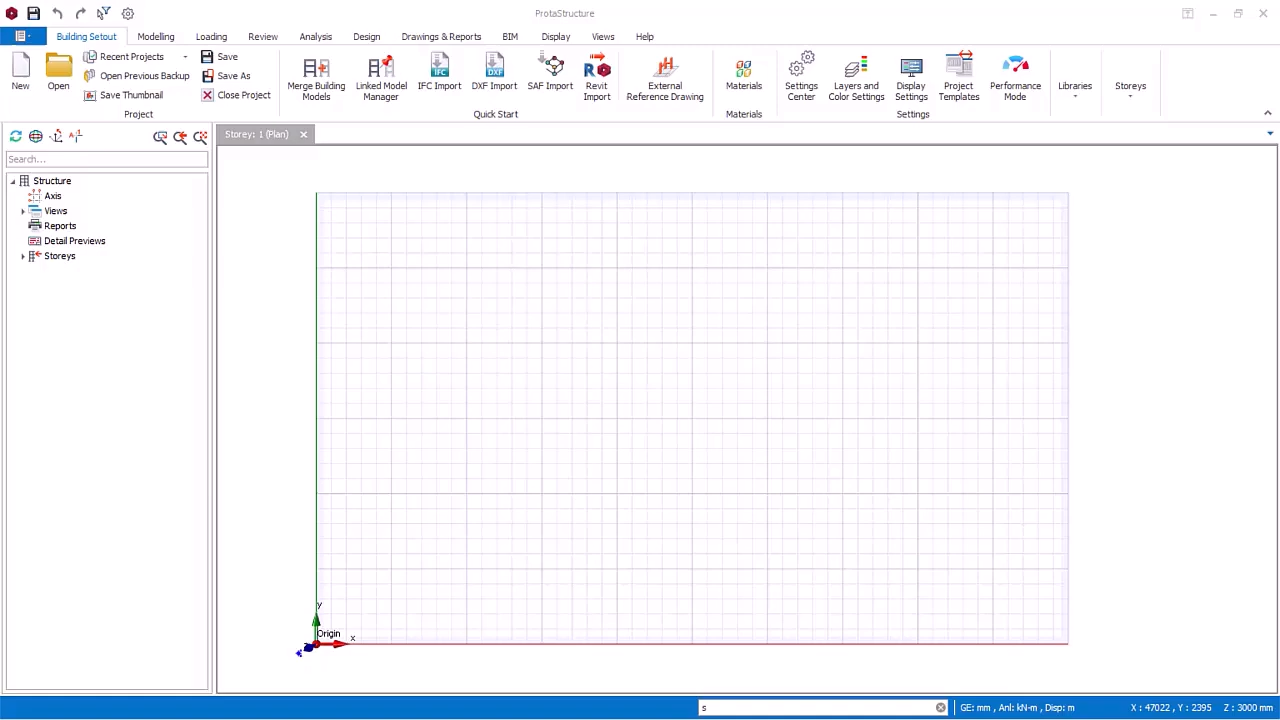 ProtaStructure
Building Setout Modelling Loading Review Analysis Design Drawings & Reports BIM Display Views Help
New
Open
Recent Projects
Open Previous Backup
Save Thumbnail
Save
Save As
Close Project
Project
Merge Building
Models
Linked Model
Manager
IFC Import
DXF Import
SAF Import
Revit
Import
Quick Start
External
Reference Drawing
Materials
Materials
Settings
Center
Layers and
Color Settings
Display
Settings
Project
Templates
Performance
Mode
Settings
Libraries
Storeys
IFC
DXF
Search...
Structure
Axis
Views
Reports
Detail Previews
Storeys
Storey: 1 (Plan)
y
Origin
x
s
GE: mm , Anl: kN-m , Disp: m
X : 47022 , Y : 2395
Z : 3000 mm